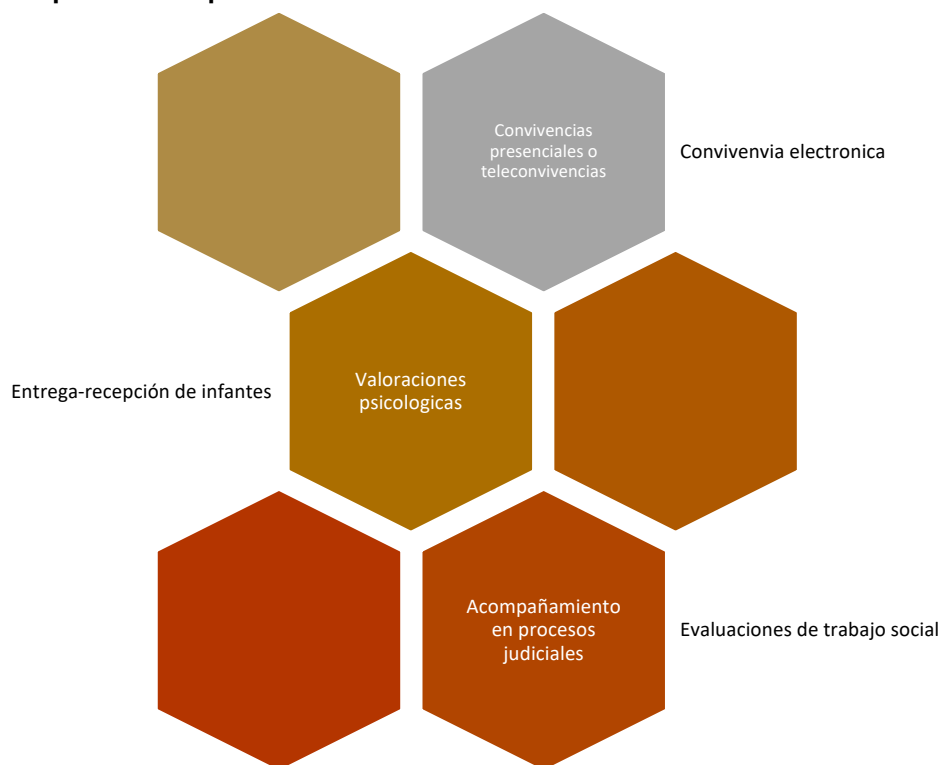 Convivencias
presenciales o
teleconvivencias
Convivenvia electronica
Entrega-recepción de infantes
Valoraciones
psicologicas
Acompañamiento
en procesos
judiciales
Evaluaciones de trabajo social